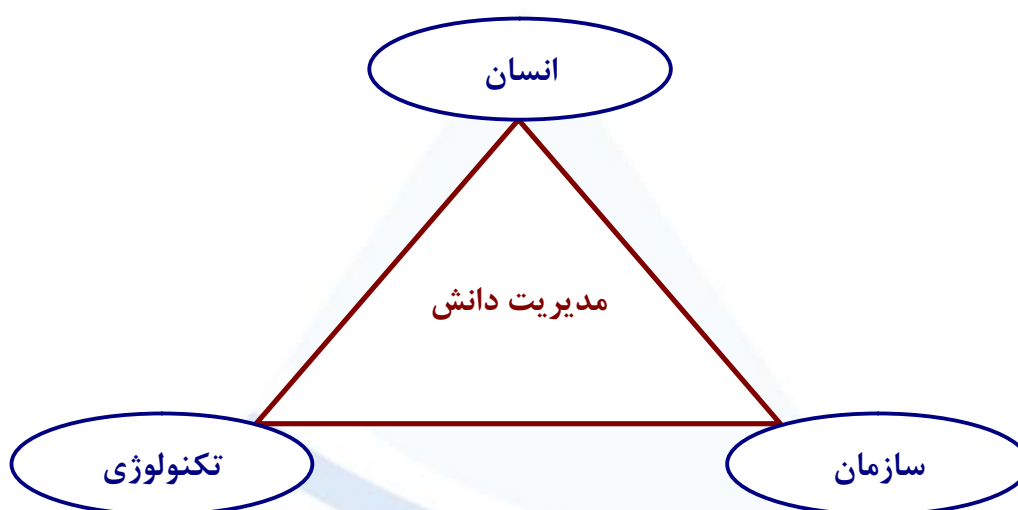 انسان
مدیریت دانش
سازمان
تکنولوژی